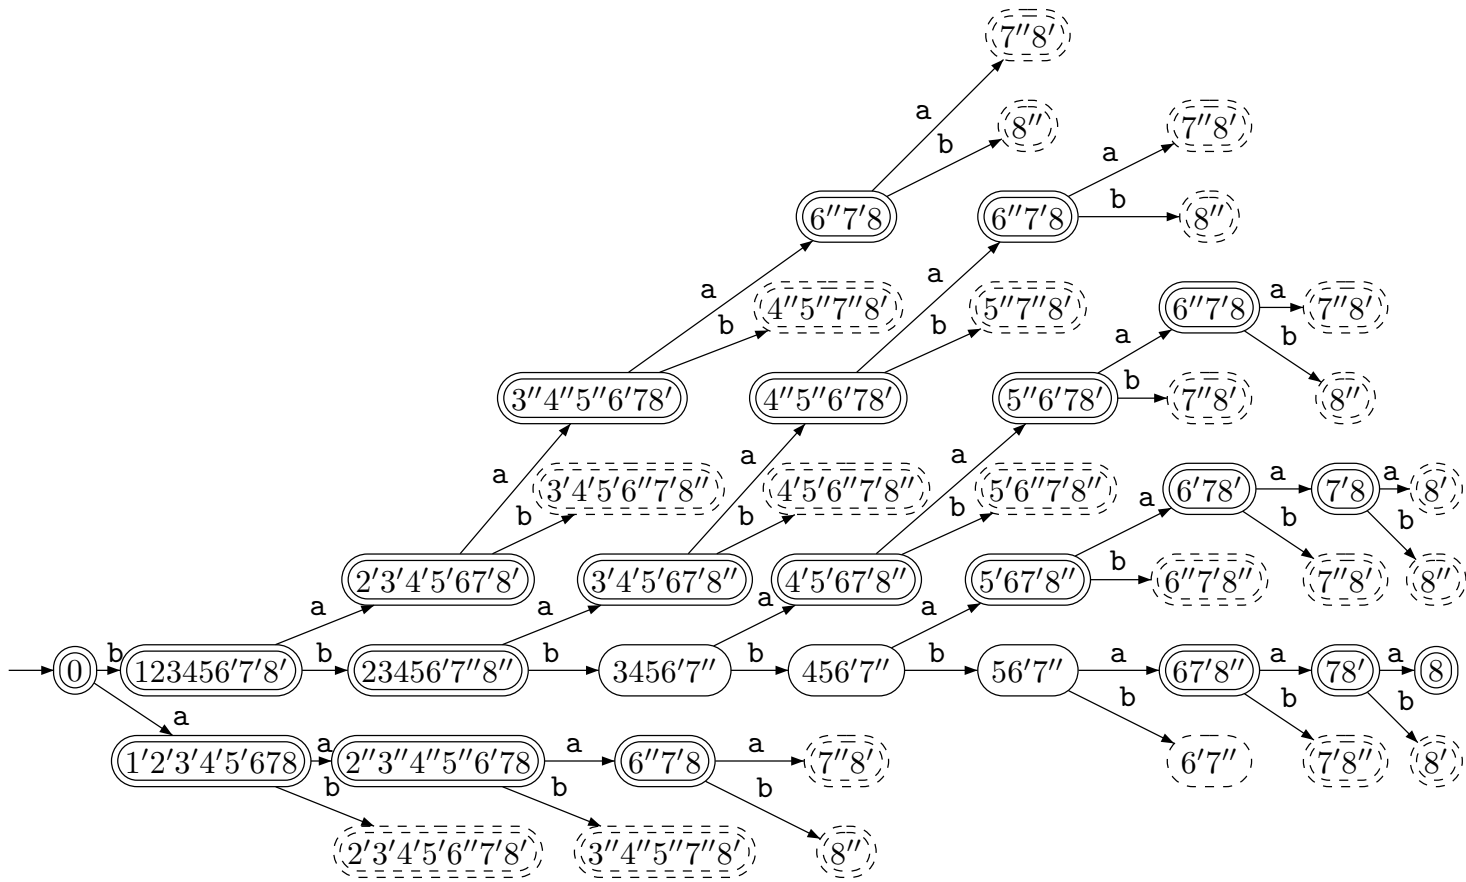 7′′8′
a
8′′
7′′8′
b
a
6′′7′8
6′′7′8
b
8′′
a
a
4′′5′′7′′8′
5′′7′′8′
6′′7′8
a
7′′8′
b
b
a
b
3′′4′′5′′6′78′
4′′5′′6′78′
5′′6′78′
b
7′′8′
8′′
a
a
a
3′4′5′6′′7′8′′
4′5′6′′7′8′′
5′6′′7′8′′
6′78′
a
7′8
a
8′
b
b
b
a
b
b
2′3′4′5′67′8′
3′4′5′67′8′′
4′5′67′8′′
5′67′8′′
b
6′′7′8′′
7′′8′
8′′
a
a
a
a
0
b
123456′7′8′
b
23456′7′′8′′
b
3456′7′′
b
456′7′′
b
56′7′′
a
67′8′′
a
78′
a
8
b
b
b
a
1′2′3′4′5′678
a
2′′3′′4′′5′′6′78
a
6′′7′8
a
7′′8′
6′7′′
7′8′′
8′
b
b
b
2′3′4′5′6′′7′8′
3′′4′′5′′7′′8′
8′′